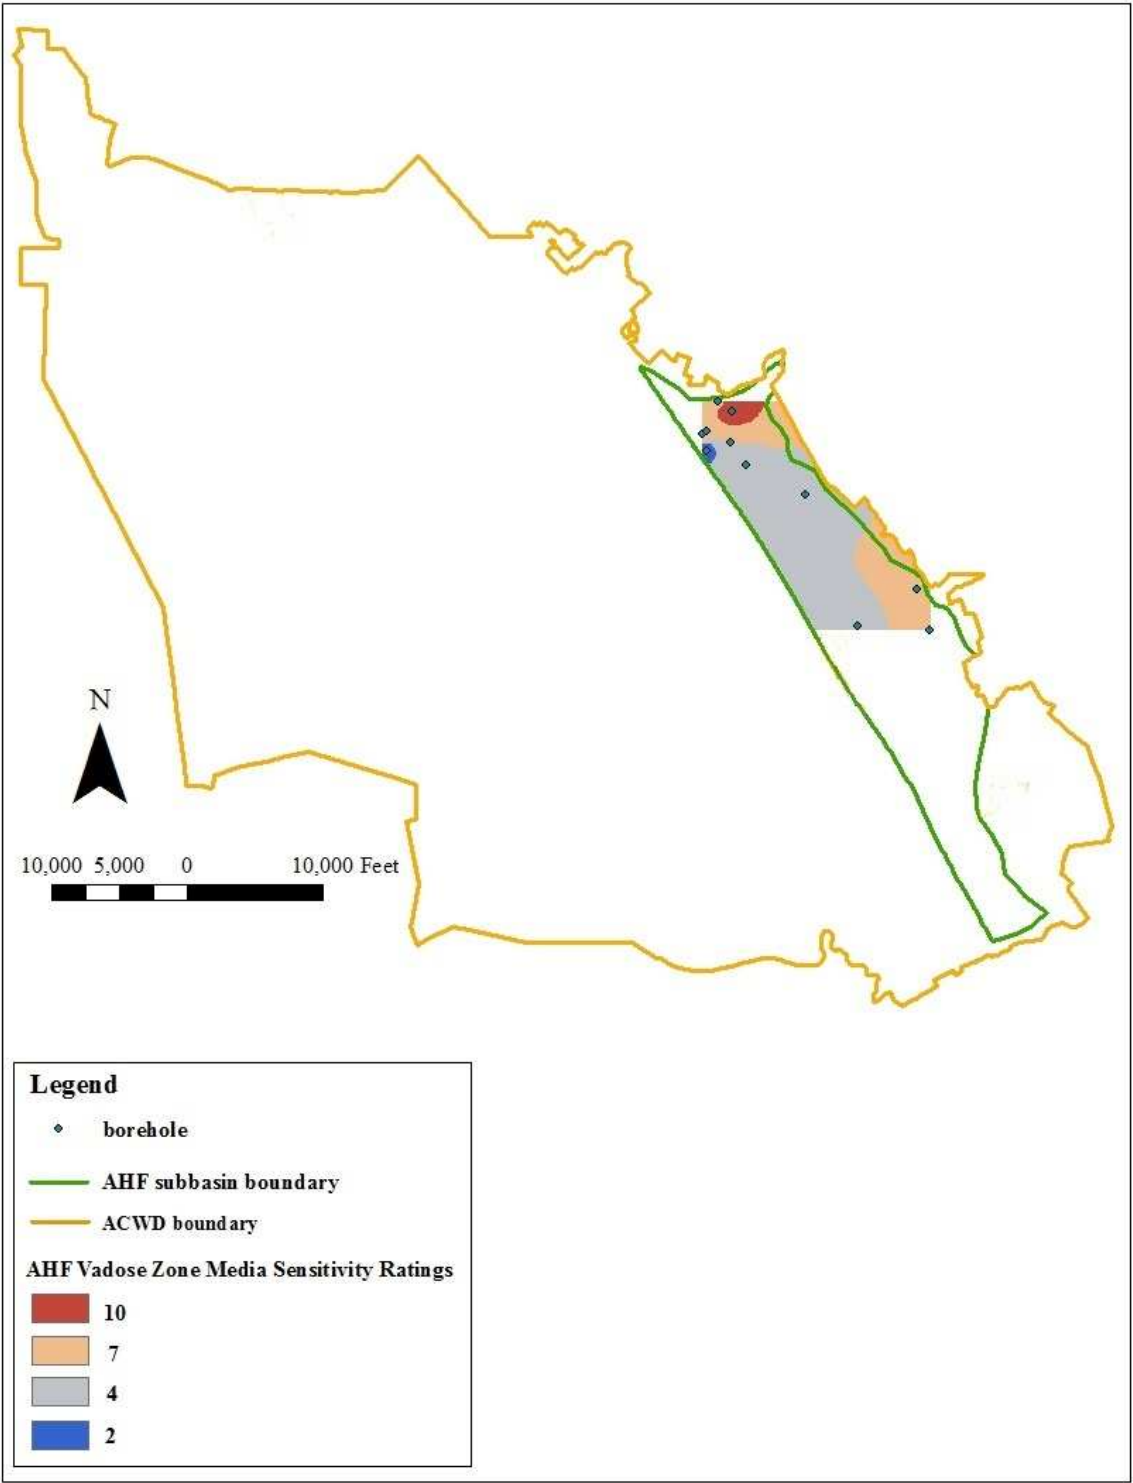 N
10,000 5,000 0 10,000 Feet
Legend
borehole
AHF subbasin boundary
ACWD boundary
AHF Vadose Zone Media Sensitivity Ratings
10
7
4
2